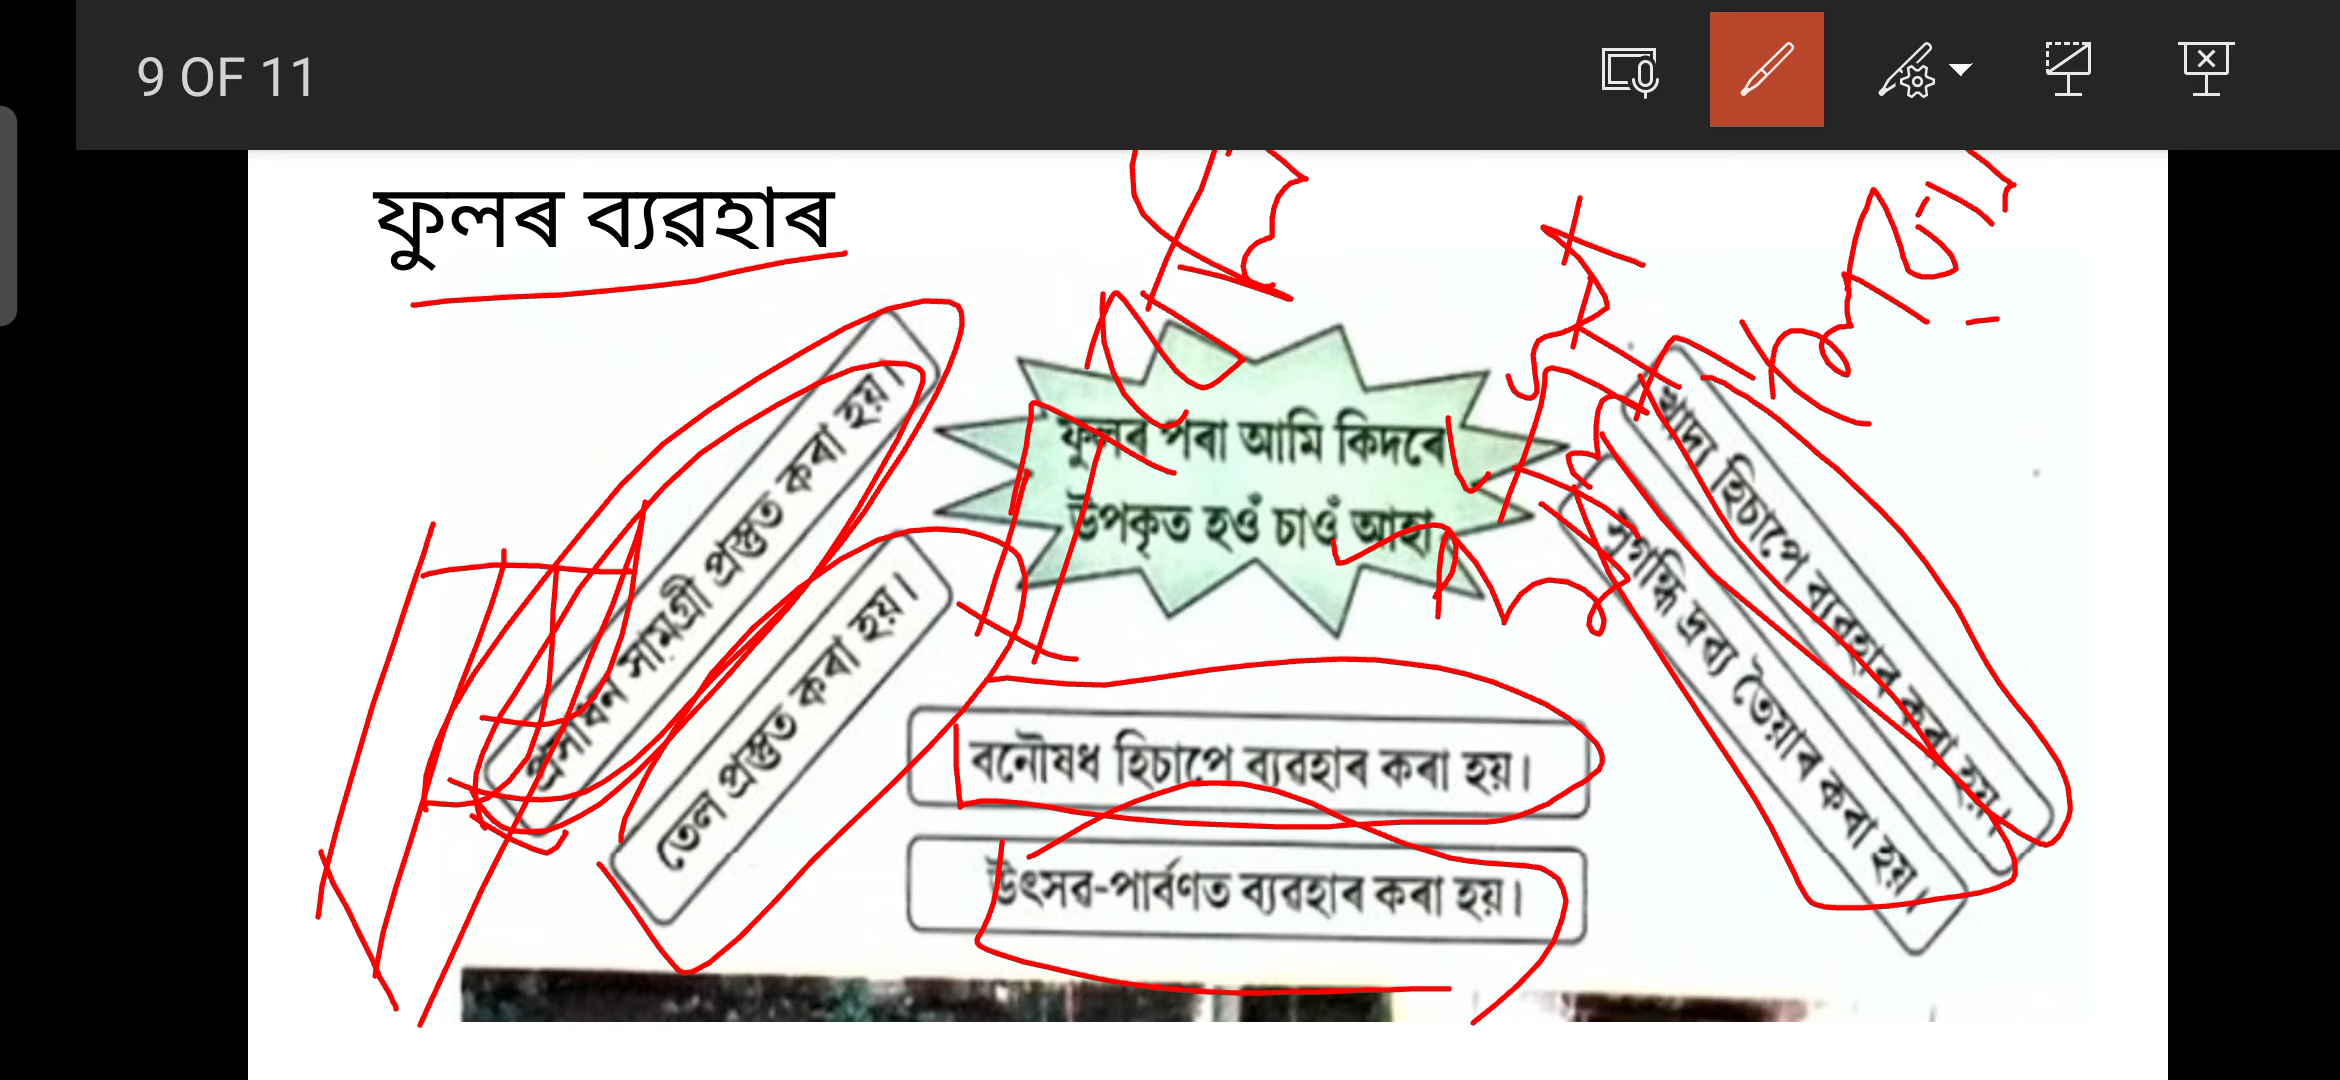 9 OF 11
ফুলৰ ব্যৱহাৰ
ফুলৰ পৰা আমি কিদৰে
উপকৃত হওঁ চাওঁ আহা
প্ৰসাধন সামগ্ৰী প্ৰস্তুত কৰা হয়।
তেল প্ৰস্তুত কৰা হয়।
বনৌষধ হিচাপে ব্যৱহাৰ কৰা হয়।
উৎসৱ-পাৰ্বণত ব্যৱহাৰ কৰা হয়।
খাদ্য হিচাপে ব্যৱহাৰ কৰা হয়।
সুগন্ধি দ্ৰব্য তৈয়াৰ কৰা হয়।